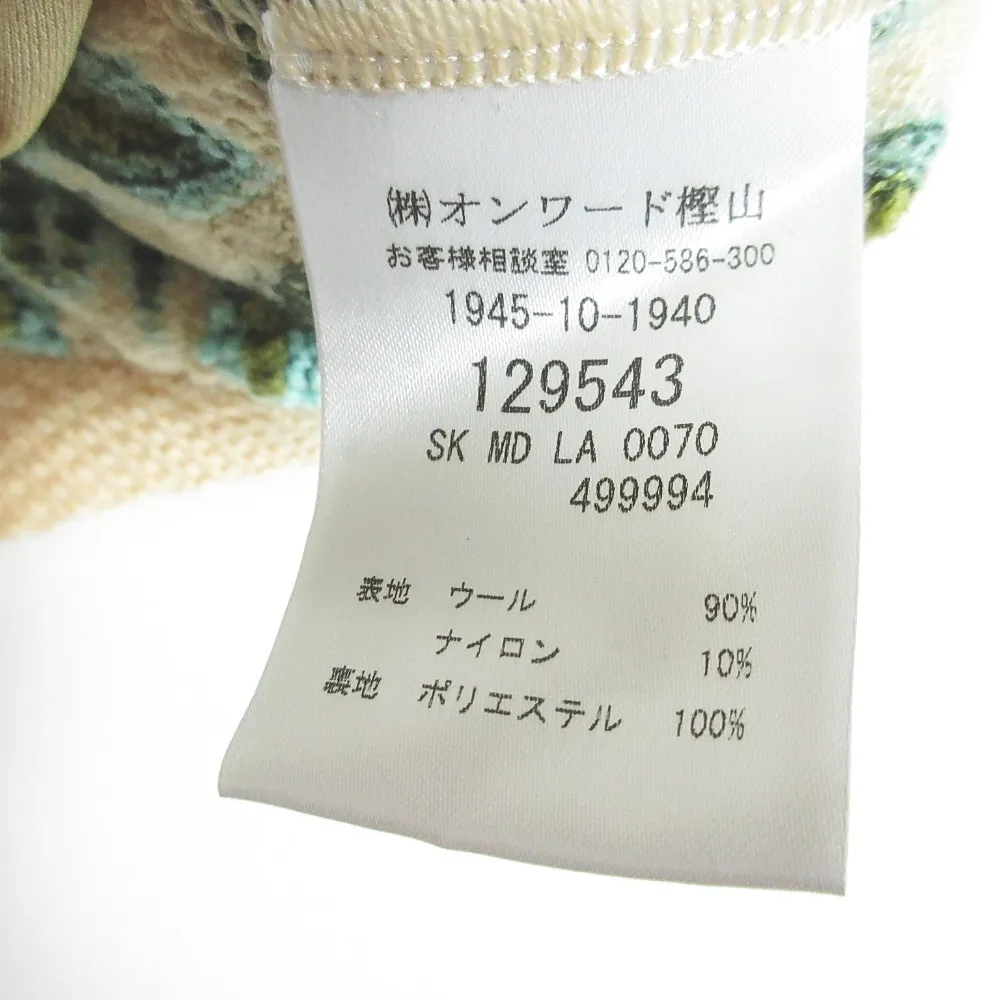 ㈱オンワード樫山
お客様相談室 0120-586-300
1945-10-1940
129543
SK MD LA 0070
499994
表地 ウール 90%
ナイロン 10%
裏地 ポリエステル 100%